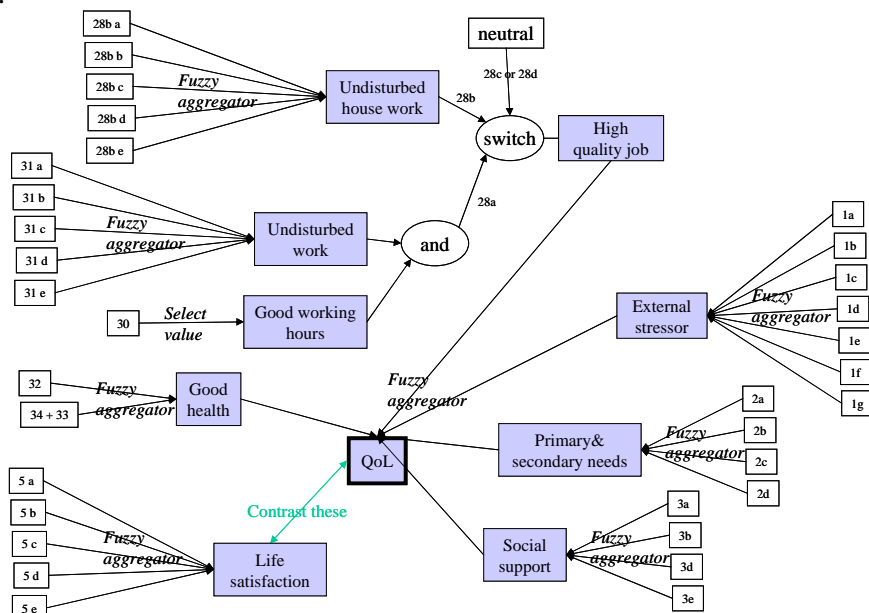 28b a
neutral
28b b
28c or 28d
28b c
Fuzzy
aggregator
Undisturbed
house work
28b
28b d
switch
High
quality job
28b e
31 a
31 b
28a
1a
31 c
Fuzzy
aggregator
Undisturbed
work
and
1b
31 d
1c
31 e
Fuzzy
aggregator
External
stressor
1d
30
Select
value
Good working
hours
1e
1f
32
Fuzzy
aggregator
Good
health
Fuzzy
aggregator
1g
34 + 33
2a
Primary&
secondary needs
Fuzzy
aggregator
2b
QoL
2c
5 a
2d
5 b
Contrast these
3a
5 c
Fuzzy
aggregator
Life
satisfaction
Social
support
Fuzzy
aggregator
3b
5 d
3d
5 e
3e